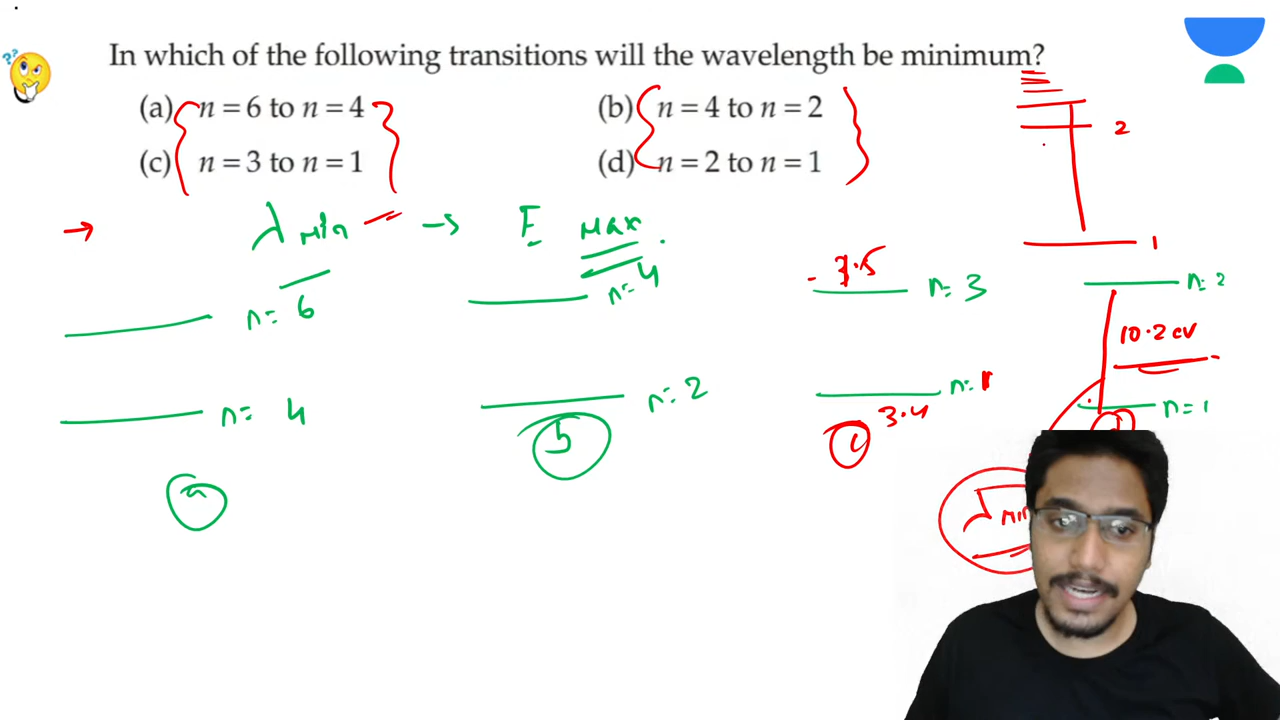 In which of the following transitions will the wavelength be minimum?
(a) n = 6 to n = 4
(b) n = 4 to n = 2
(c) n = 3 to n = 1
(d) n = 2 to n = 1
2
1
→ λ min → E Max
n= 6
n= 4
n= 4
n= 2
n= 3
n= 1
3.4
n= 2
10.2 eV
n= 1
a
b
c
λ min
??